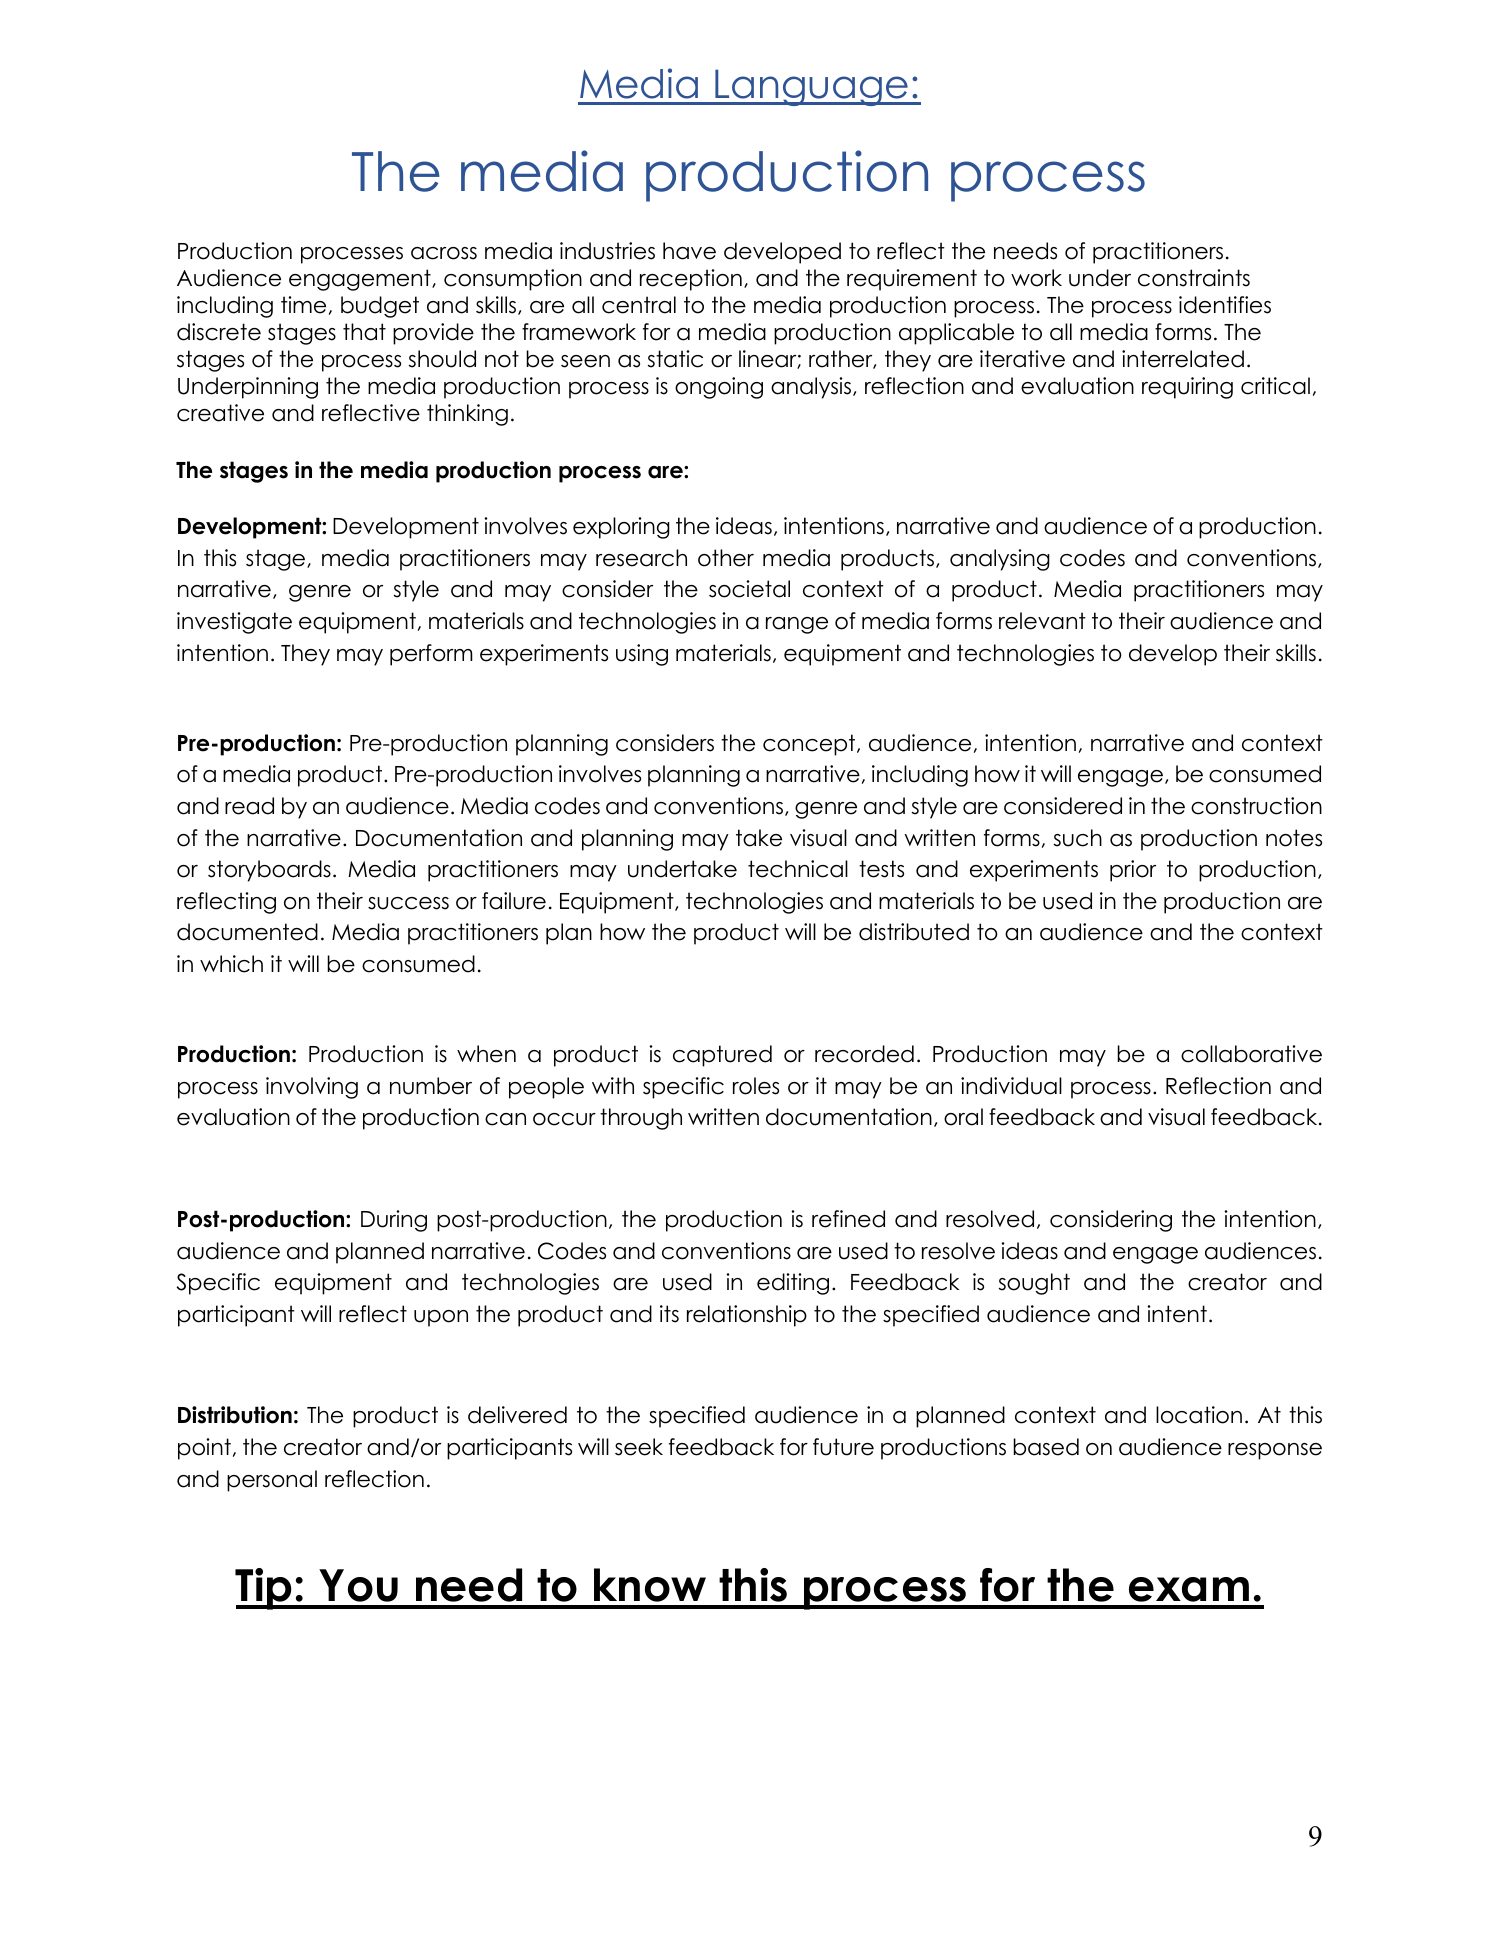 Media Language:
The media production process
Production processes across media industries have developed to reflect the needs of practitioners.
Audience engagement, consumption and reception, and the requirement to work under constraints
including time, budget and skills, are all central to the media production process. The process identifies
discrete stages that provide the framework for a media production applicable to all media forms. The
stages of the process should not be seen as static or linear; rather, they are iterative and interrelated.
Underpinning the media production process is ongoing analysis, reflection and evaluation requiring critical,
creative and reflective thinking.
The stages in the media production process are:
Development: Development involves exploring the ideas, intentions, narrative and audience of a production.
In this stage, media practitioners may research other media products, analysing codes and conventions,
narrative, genre or style and may consider the societal context of a product. Media practitioners may
investigate equipment, materials and technologies in a range of media forms relevant to their audience and
intention. They may perform experiments using materials, equipment and technologies to develop their skills.
Pre-production: Pre-production planning considers the concept, audience, intention, narrative and context
of a media product. Pre-production involves planning a narrative, including how it will engage, be consumed
and read by an audience. Media codes and conventions, genre and style are considered in the construction
of the narrative. Documentation and planning may take visual and written forms, such as production notes
or storyboards. Media practitioners may undertake technical tests and experiments prior to production,
reflecting on their success or failure. Equipment, technologies and materials to be used in the production are
documented. Media practitioners plan how the product will be distributed to an audience and the context
in which it will be consumed.
Production: Production is when a product is captured or recorded. Production may be a collaborative
process involving a number of people with specific roles or it may be an individual process. Reflection and
evaluation of the production can occur through written documentation, oral feedback and visual feedback.
Post-production: During post-production, the production is refined and resolved, considering the intention,
audience and planned narrative. Codes and conventions are used to resolve ideas and engage audiences.
Specific equipment and technologies are used in editing. Feedback is sought and the creator and
participant will reflect upon the product and its relationship to the specified audience and intent.
Distribution: The product is delivered to the specified audience in a planned context and location. At this
point, the creator and/or participants will seek feedback for future productions based on audience response
and personal reflection.
Tip: You need to know this process for the exam.
9